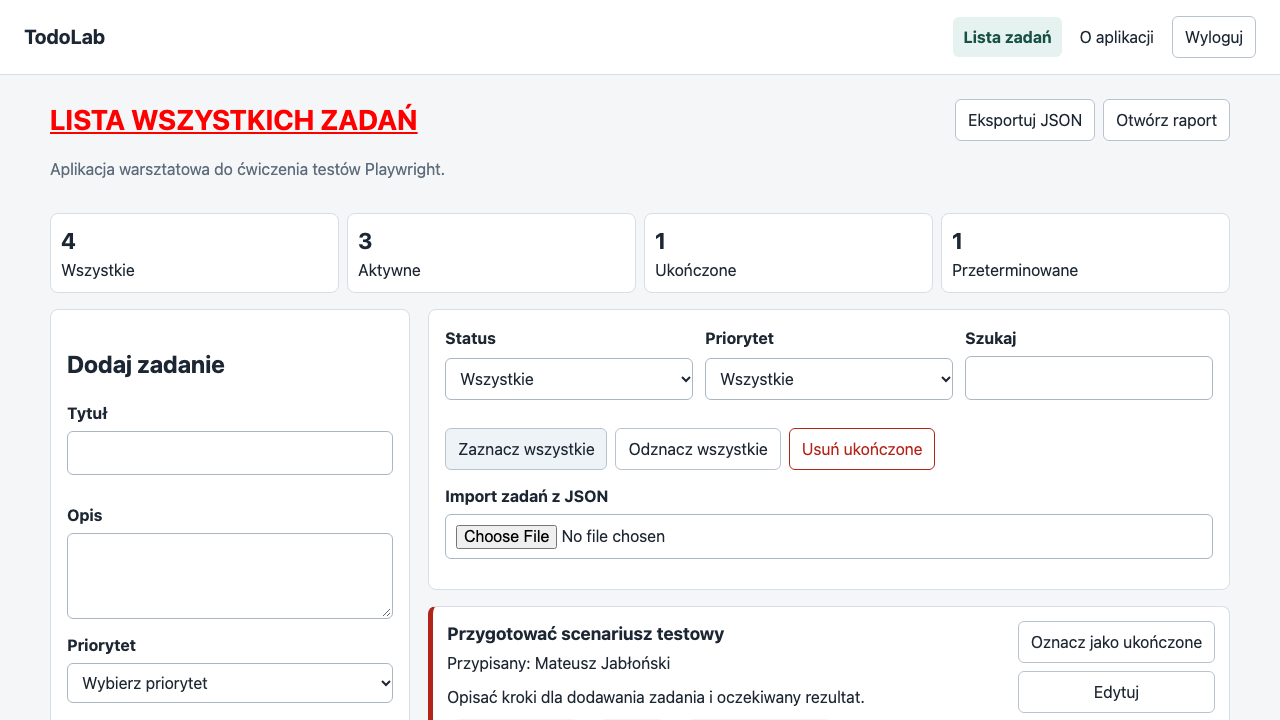 TodoLab
Lista zadań
O aplikacji
Wyloguj
LISTA WSZYSTKICH ZADAŃ
Eksportuj JSON
Otwórz raport
Aplikacja warsztatowa do ćwiczenia testów Playwright.
4
Wszystkie
3
Aktywne
1
Ukończone
1
Przeterminowane
Dodaj zadanie
Tytuł
Opis
Priorytet
Wybierz priorytet
Status
Wszystkie
Priorytet
Wszystkie
Szukaj
Zaznacz wszystkie
Odznacz wszystkie
Usuń ukończone
Import zadań z JSON
Choose File No file chosen
Przygotować scenariusz testowy
Przypisany: Mateusz Jabłoński
Opisać kroki dla dodawania zadania i oczekiwany rezultat.
Oznacz jako ukończone
Edytuj